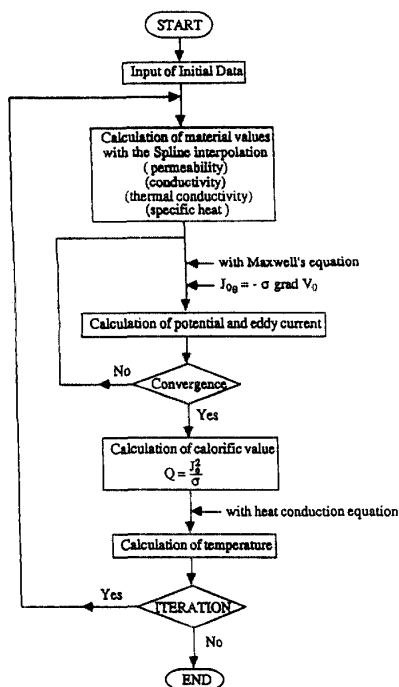 START
Input of Initial Data
Calculation of material values
with the Spline interpolation
( permeability)
(conductivity)
(thermal conductivity)
(specific heat )
with Maxwell's equation
J₀θ = - σ grad V₀
Calculation of potential and eddy current
No
Convergence
Yes
Calculation of calorific value
Q = J²θ / σ
with heat conduction equation
Calculation of temperature
Yes
ITERATION
No
END